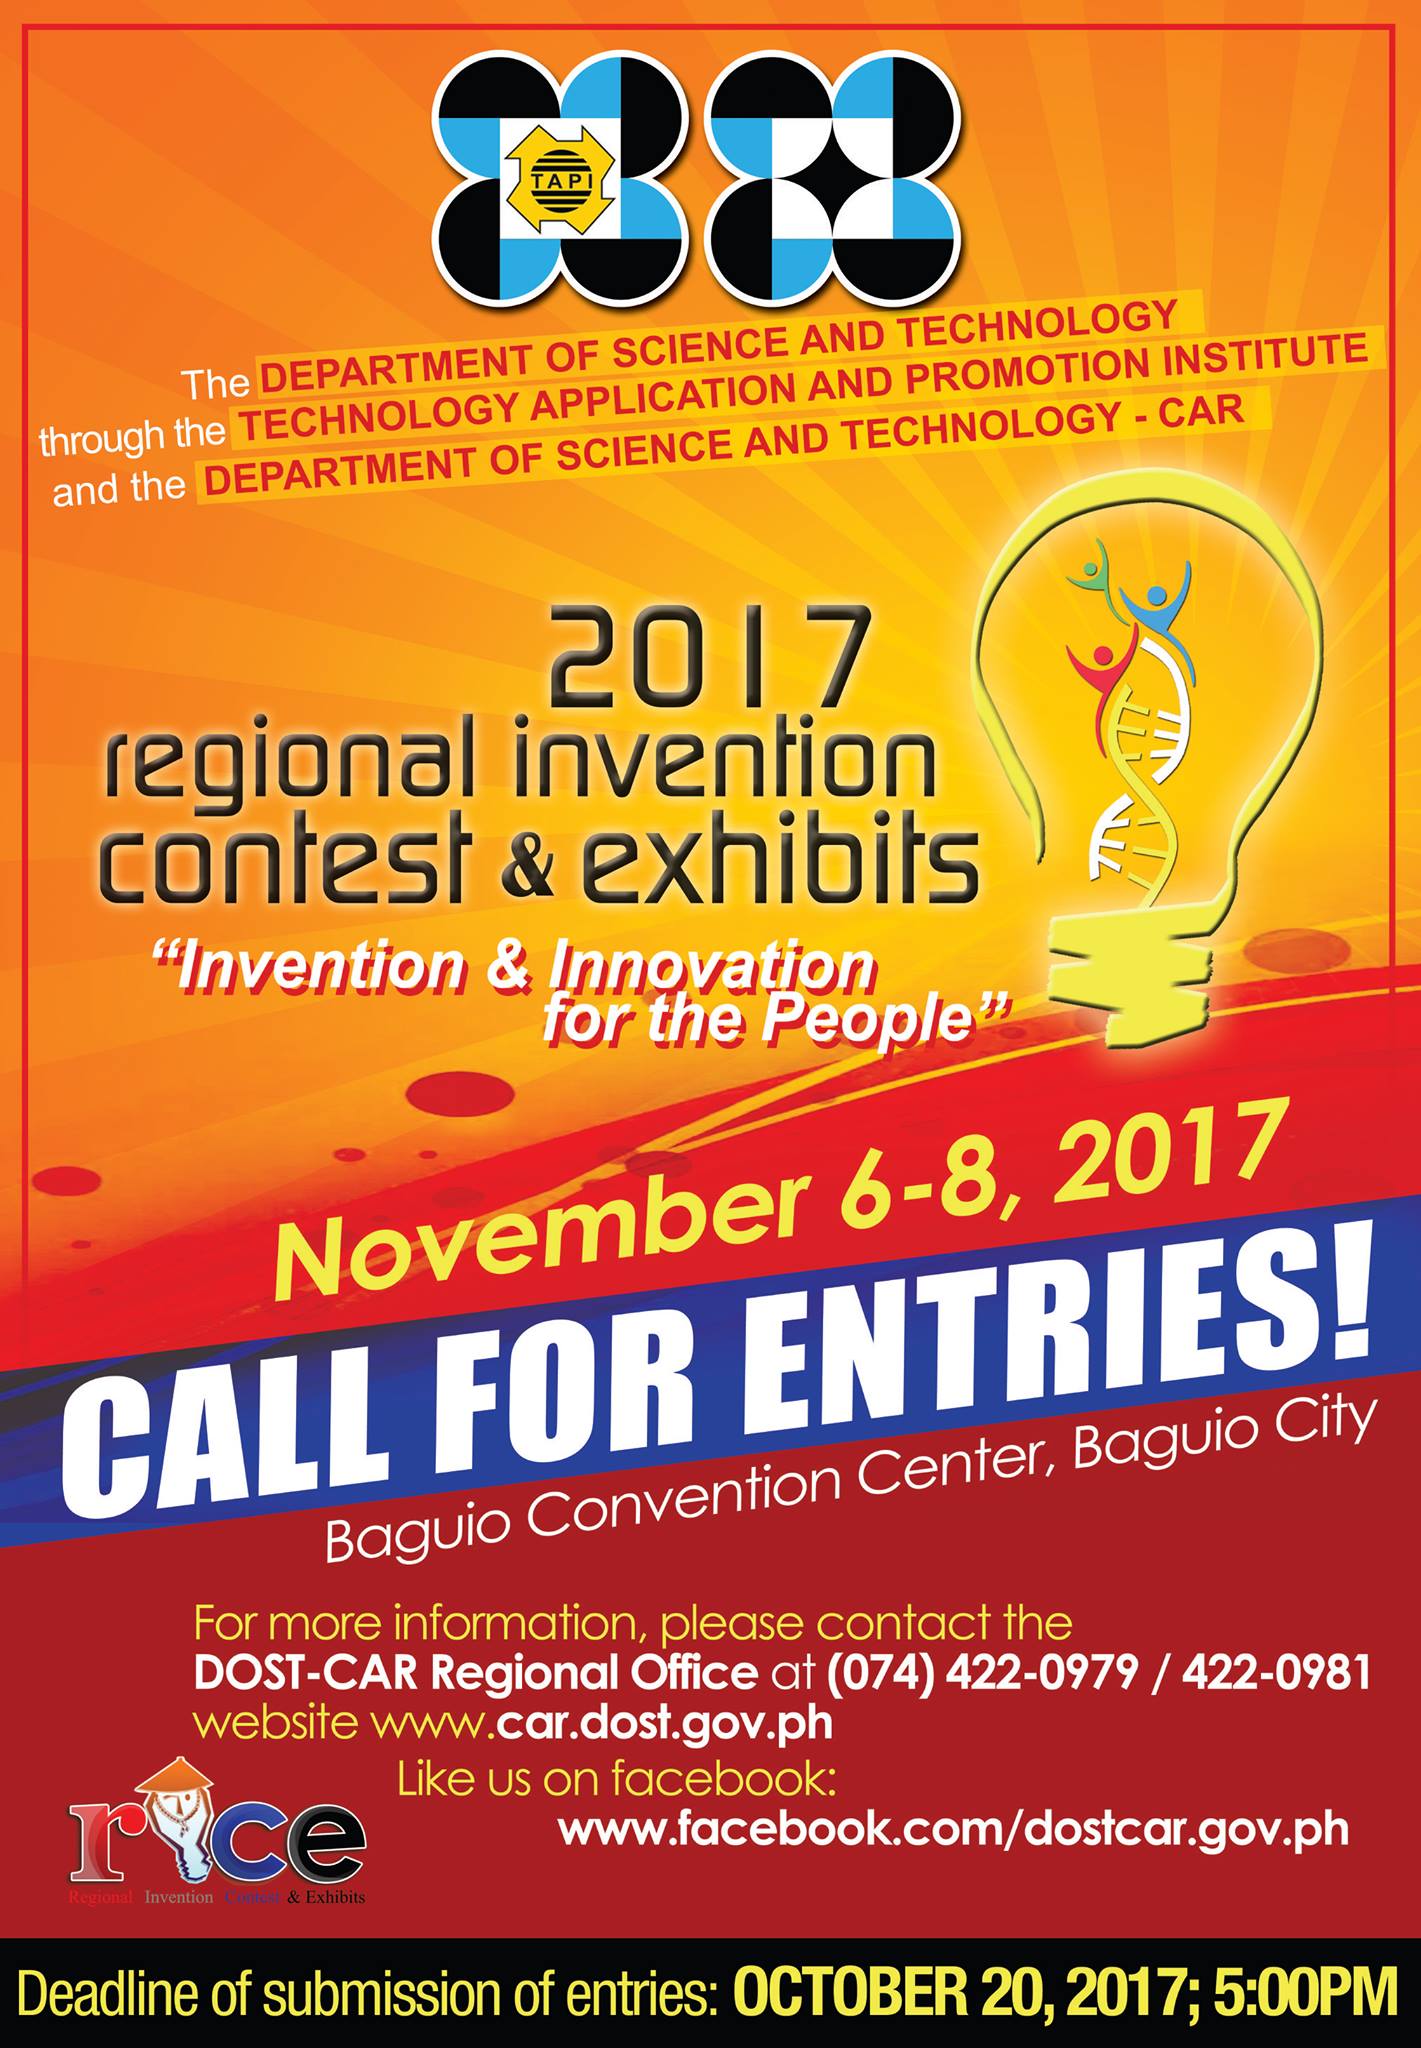 TAPI
The DEPARTMENT OF SCIENCE AND TECHNOLOGY
through the TECHNOLOGY APPLICATION AND PROMOTION INSTITUTE
and the DEPARTMENT OF SCIENCE AND TECHNOLOGY - CAR
2017
regional invention
contest & exhibits
“Invention & Innovation
for the People”
November 6-8, 2017
CALL FOR ENTRIES!
Baguio Convention Center, Baguio City
For more information, please contact the
DOST-CAR Regional Office at (074) 422-0979 / 422-0981
website www.car.dost.gov.ph
Like us on facebook:
www.facebook.com/dostcar.gov.ph
rice
Regional Invention Contest & Exhibits
Deadline of submission of entries: OCTOBER 20, 2017; 5:00PM